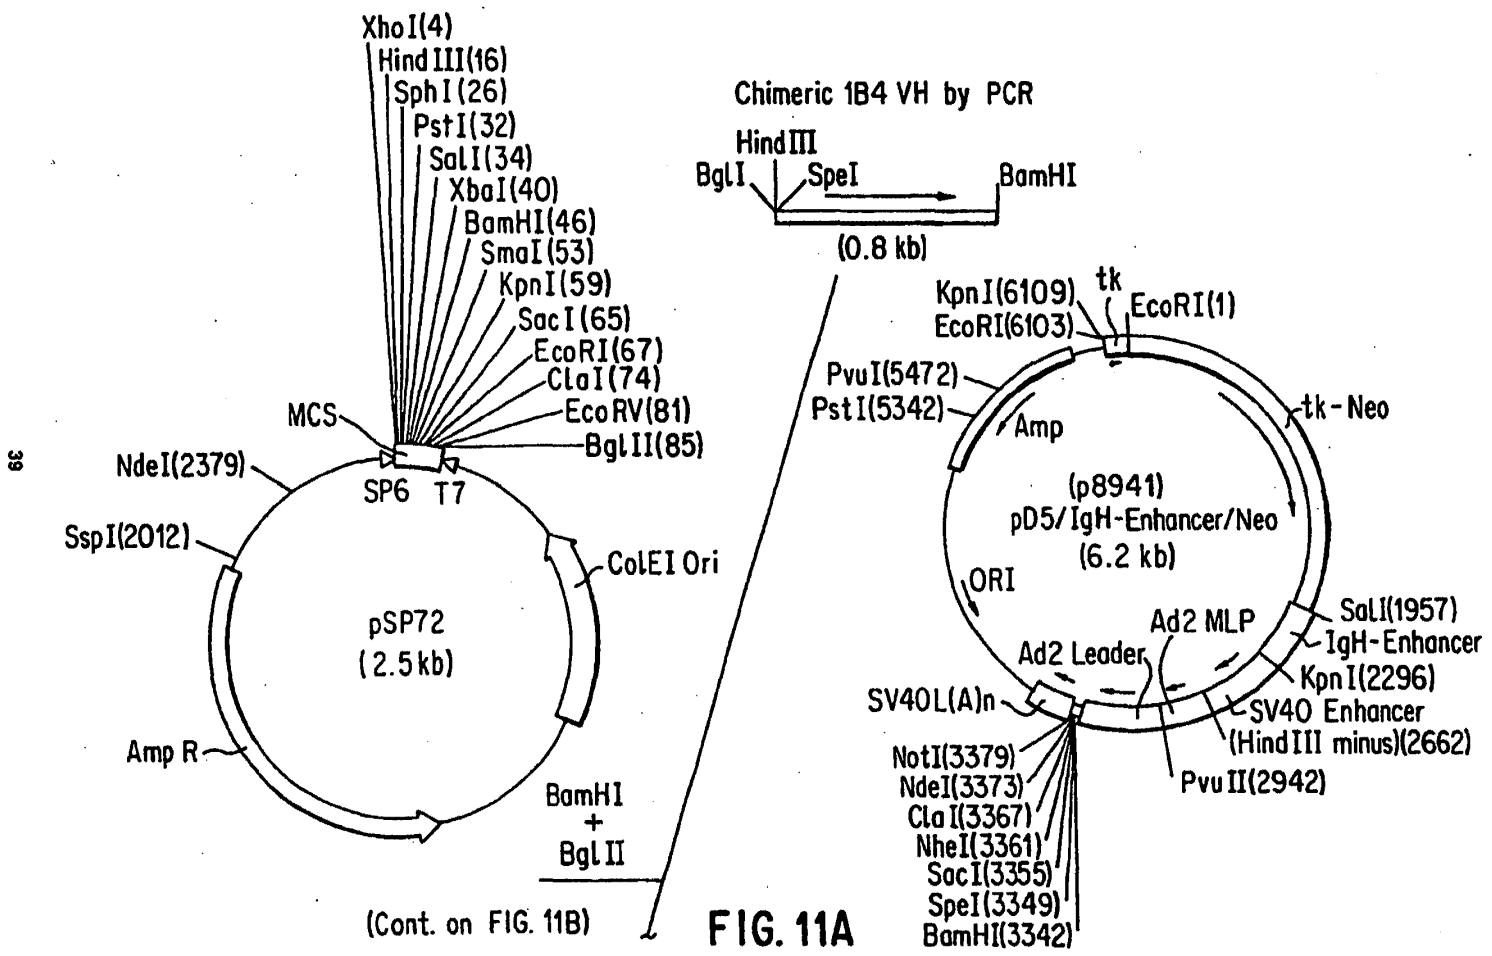 XhoI(4)
HindIII(16)
SphI(26)
PstI(32)
SalI(34)
XbaI(40)
BamHI(46)
SmaI(53)
KpnI(59)
SacI(65)
EcoRI(67)
ClaI(74)
EcoRV(81)
BglII(85)
MCS
NdeI(2379)
SP6 T7
SspI(2012)
ColEI Ori
pSP72
(2.5kb)
Amp R
BamHI
+
BglII
(Cont. on FIG. 11B)
Chimeric 1B4 VH by PCR
HindIII
BglI SpeI BamHI
(0.8 kb)
KpnI(6109) tk EcoRI(1)
EcoRI(6103)
PvuI(5472)
PstI(5342)
Amp
tk-Neo
(p8941)
pD5/IgH-Enhancer/Neo
(6.2 kb)
ORI
SalI(1957)
Ad2 MLP
IgH-Enhancer
Ad2 Leader
KpnI(2296)
SV40L(A)n
SV40 Enhancer
(HindIII minus)(2662)
PvuII(2942)
NotI(3379)
NdeI(3373)
ClaI(3367)
NheI(3361)
SacI(3355)
SpeI(3349)
BamHI(3342)
FIG. 11A
39